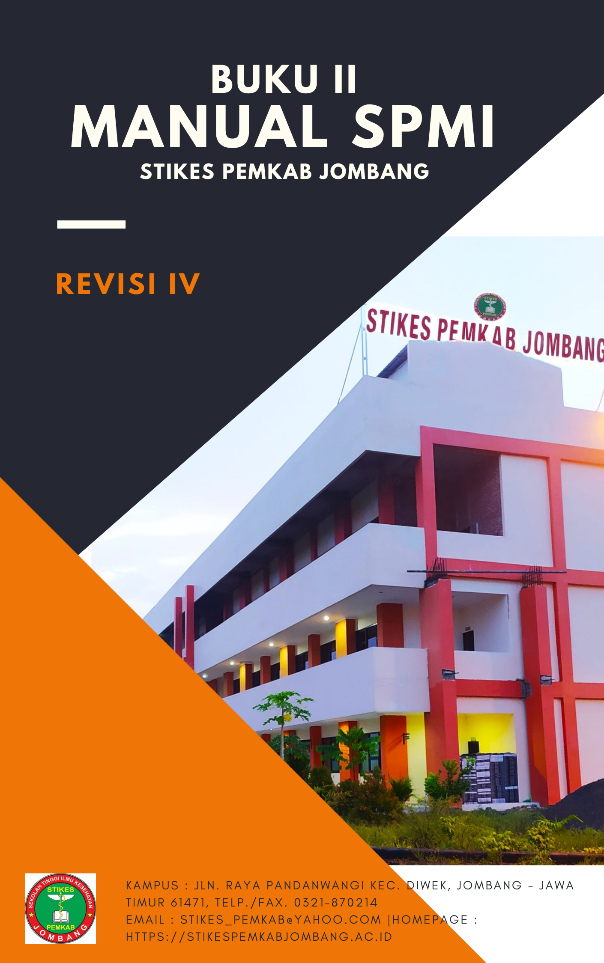 BUKU II
MANUAL SPMI
STIKES PEMKAB JOMBANG
REVISI IV
STIKES PEMKAB JOMBANG
SEKOLAH TINGGI ILMU KESEHATAN
STIKES
PEMKAB
JOMBANG
KAMPUS : JLN. RAYA PANDANWANGI KEC. DIWEK, JOMBANG - JAWA
TIMUR 61471, TELP./FAX. 0321-870214
EMAIL : STIKES_PEMKAB@YAHOO.COM |HOMEPAGE :
HTTPS://STIKESPEMKABJOMBANG.AC.ID